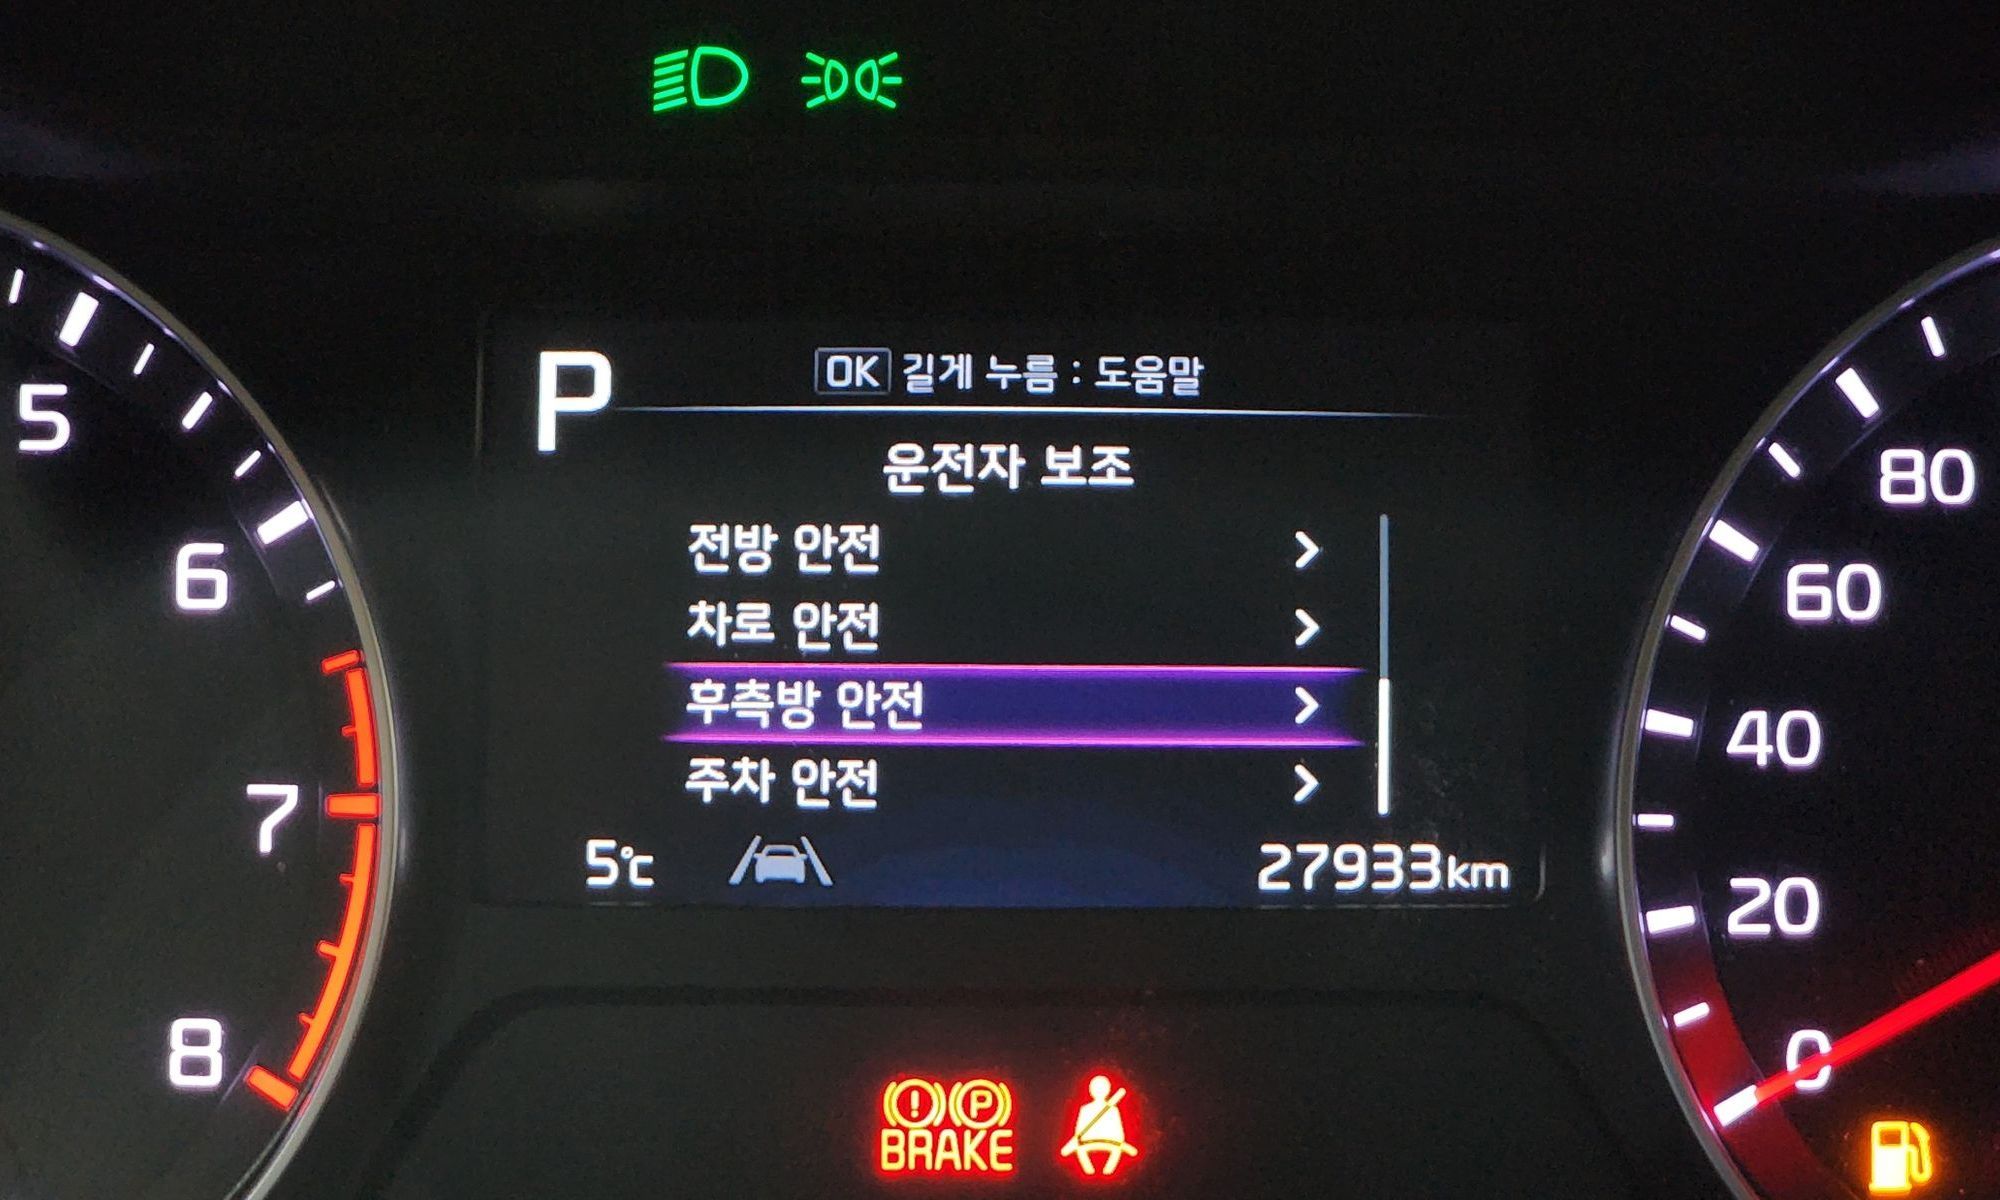 P
OK 길게 누름 : 도움말
운전자 보조
전방 안전
차로 안전
후측방 안전
주차 안전
5℃
27933km
5
6
7
8
80
60
40
20
0
! P
BRAKE